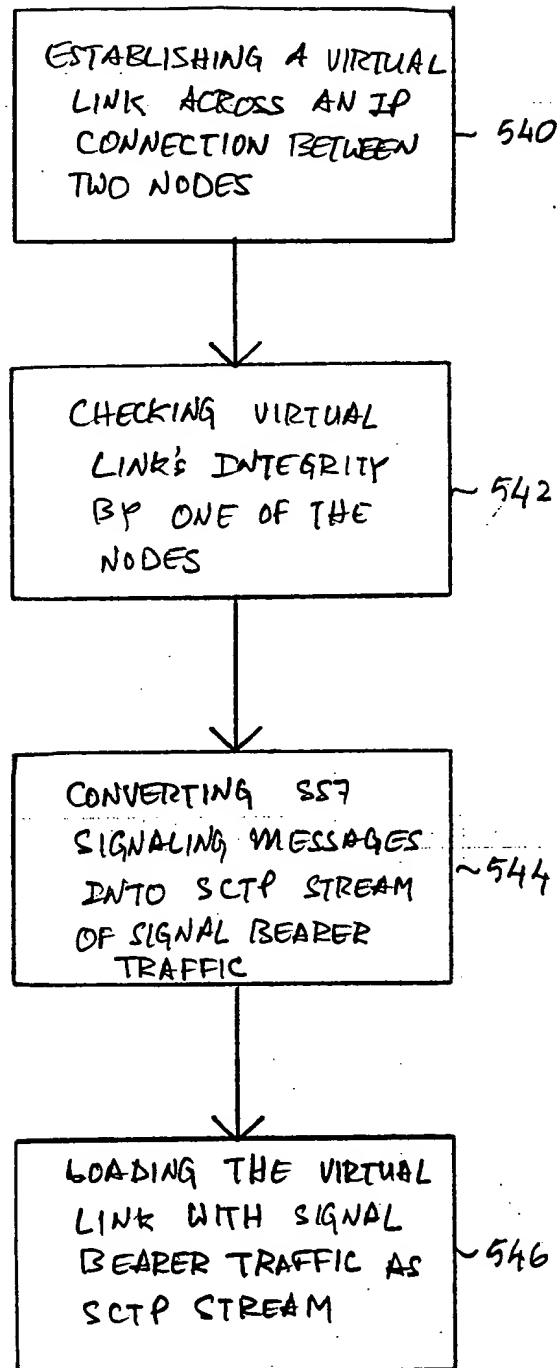 ESTABLISHING A VIRTUAL
LINK ACROSS AN IP
CONNECTION BETWEEN
TWO NODES
~ 540
CHECKING VIRTUAL
LINK'S INTEGRITY
BY ONE OF THE
NODES
~ 542
CONVERTING SS7
SIGNALING MESSAGES
INTO SCTP STREAM
OF SIGNAL BEARER
TRAFFIC
~ 544
LOADING THE VIRTUAL
LINK WITH SIGNAL
BEARER TRAFFIC AS
SCTP STREAM
~ 546